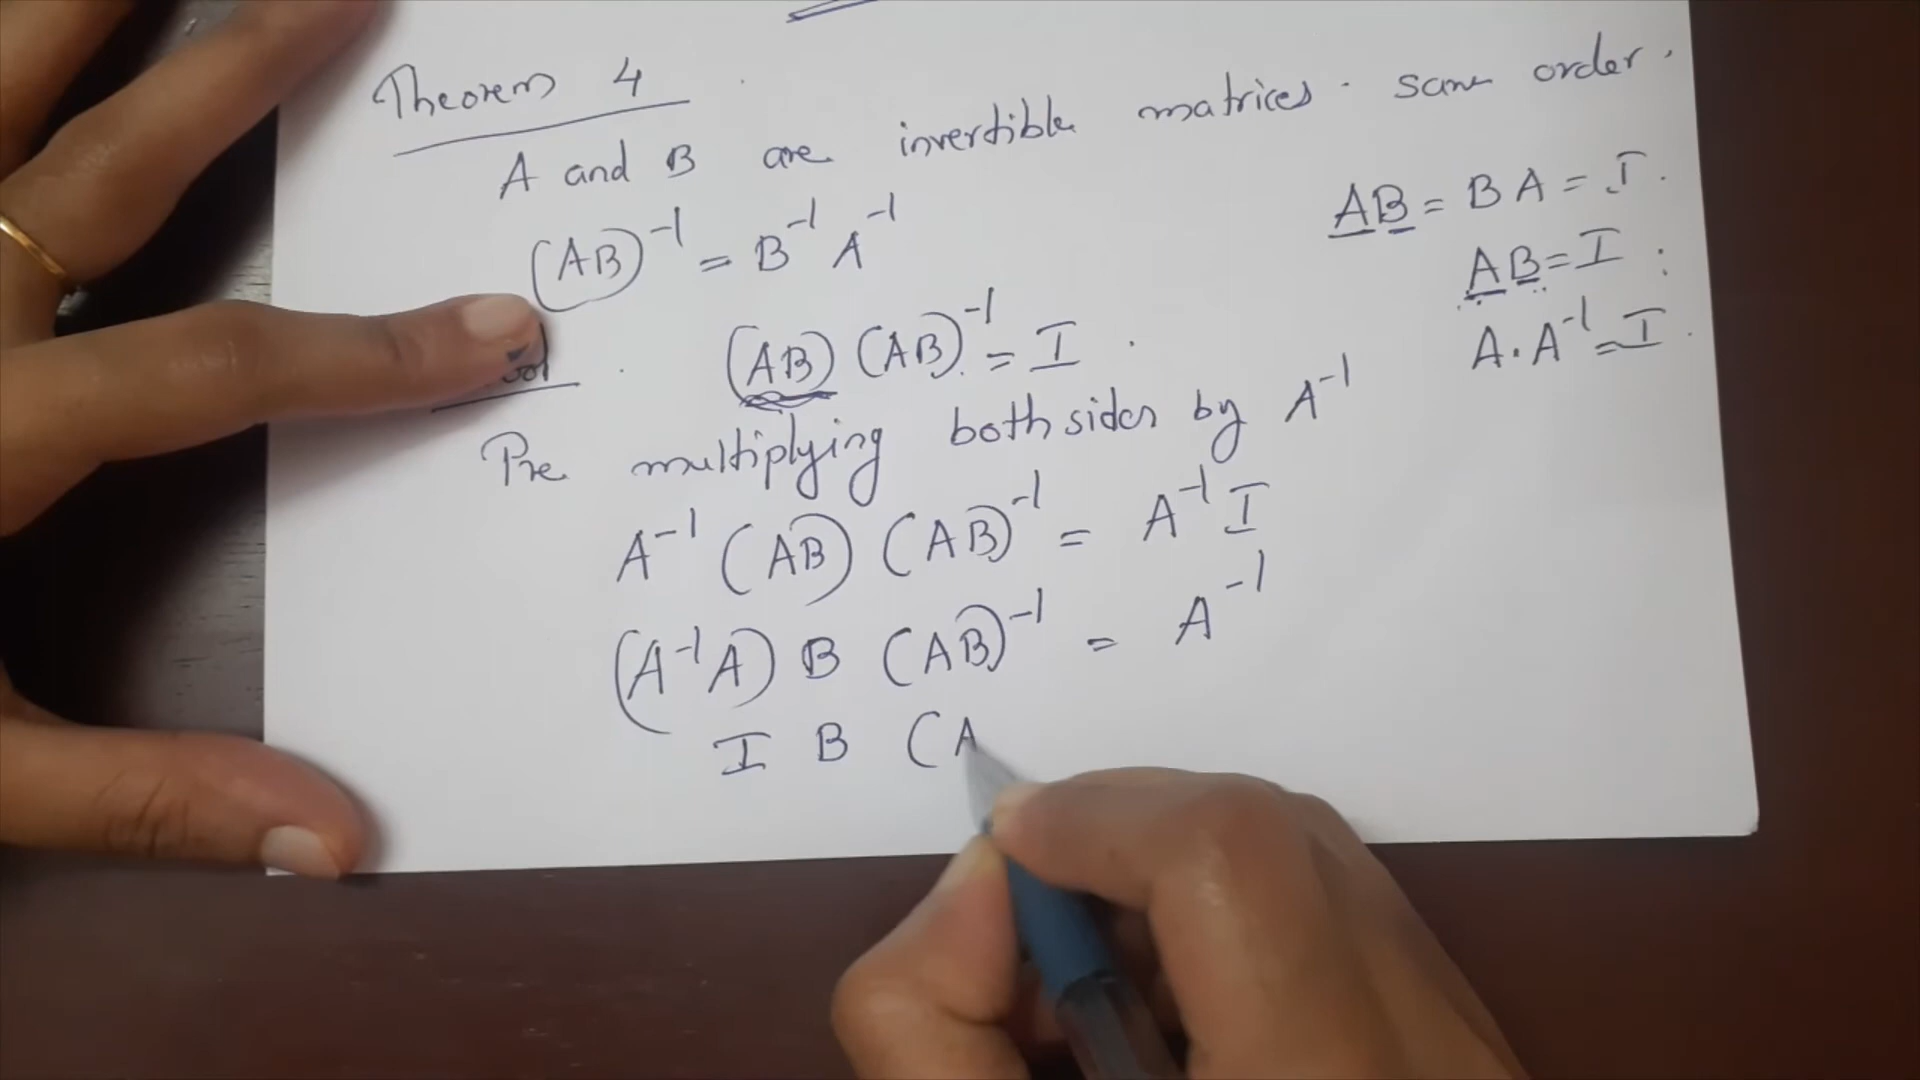 Theorem 4
A and B are invertible matrices. same order.
(AB)⁻¹ = B⁻¹ A⁻¹
AB = BA = I.
AB = I
A.A⁻¹ = I.
(AB) (AB)⁻¹ = I.
Pre multiplying both sides by A⁻¹
A⁻¹ (AB) (AB)⁻¹ = A⁻¹ I
(A⁻¹A) B (AB)⁻¹ = A⁻¹
I B (A